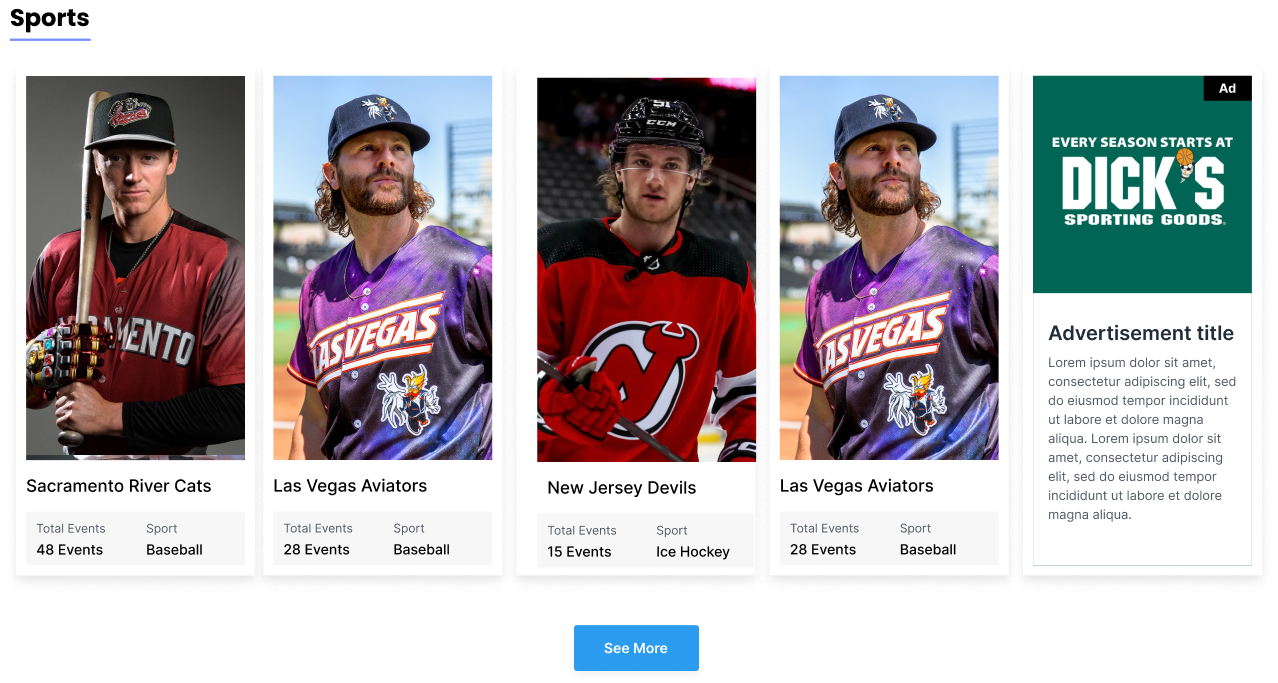 Sports
SACRAMENTO
LAS VEGAS
CCM
LAS VEGAS
Ad
EVERY SEASON STARTS AT
DICK'S
SPORTING GOODS
Sacramento River Cats
Total Events Sport
48 Events Baseball
Las Vegas Aviators
Total Events Sport
28 Events Baseball
New Jersey Devils
Total Events Sport
15 Events Ice Hockey
Las Vegas Aviators
Total Events Sport
28 Events Baseball
Advertisement title
Lorem ipsum dolor sit amet,
consectetur adipiscing elit, sed
do eiusmod tempor incididunt
ut labore et dolore magna
aliqua. Lorem ipsum dolor sit
amet, consectetur adipiscing
elit, sed do eiusmod tempor
incididunt ut labore et dolore
magna aliqua.
See More